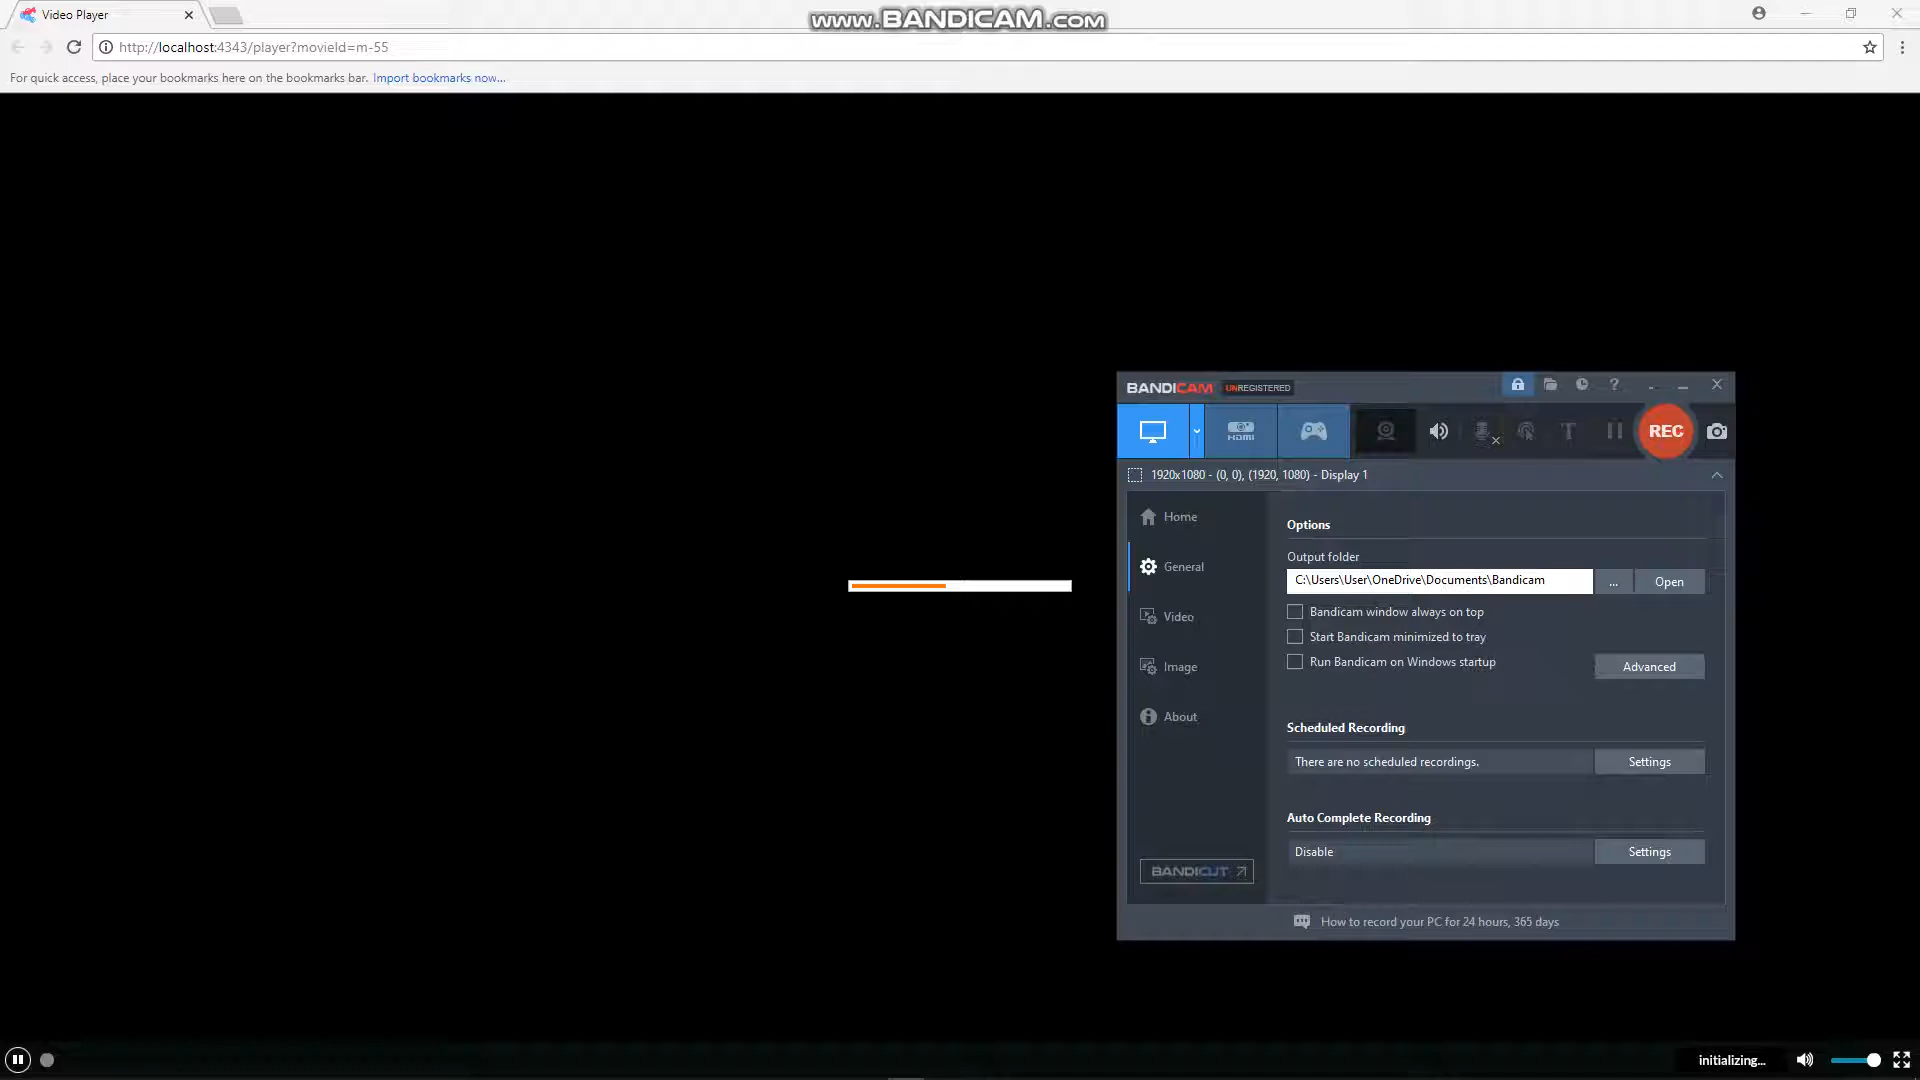 Video Player
www.BANDICAM.com
http://localhost:4343/player?movieId=m-55
For quick access, place your bookmarks here on the bookmarks bar. Import bookmarks now...
BANDICAM UNREGISTERED
?
HDMI
T
REC
1920x1080 - (0, 0), (1920, 1080) - Display 1
Home
General
Video
Image
About
BANDICUT
Options
Output folder
C:\Users\User\OneDrive\Documents\Bandicam
...
Open
Bandicam window always on top
Start Bandicam minimized to tray
Run Bandicam on Windows startup
Advanced
Scheduled Recording
There are no scheduled recordings.
Settings
Auto Complete Recording
Disable
Settings
How to record your PC for 24 hours, 365 days
initializing...